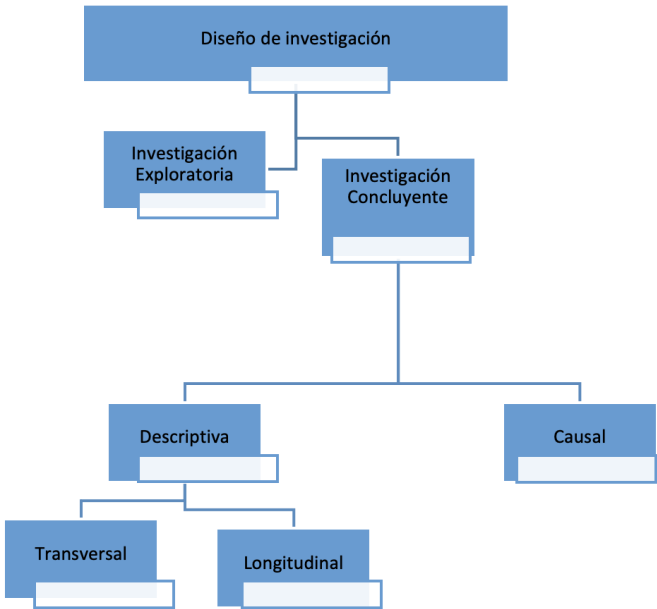 Diseño de investigación
Investigación
Exploratoria
Investigación
Concluyente
Descriptiva
Causal
Transversal
Longitudinal